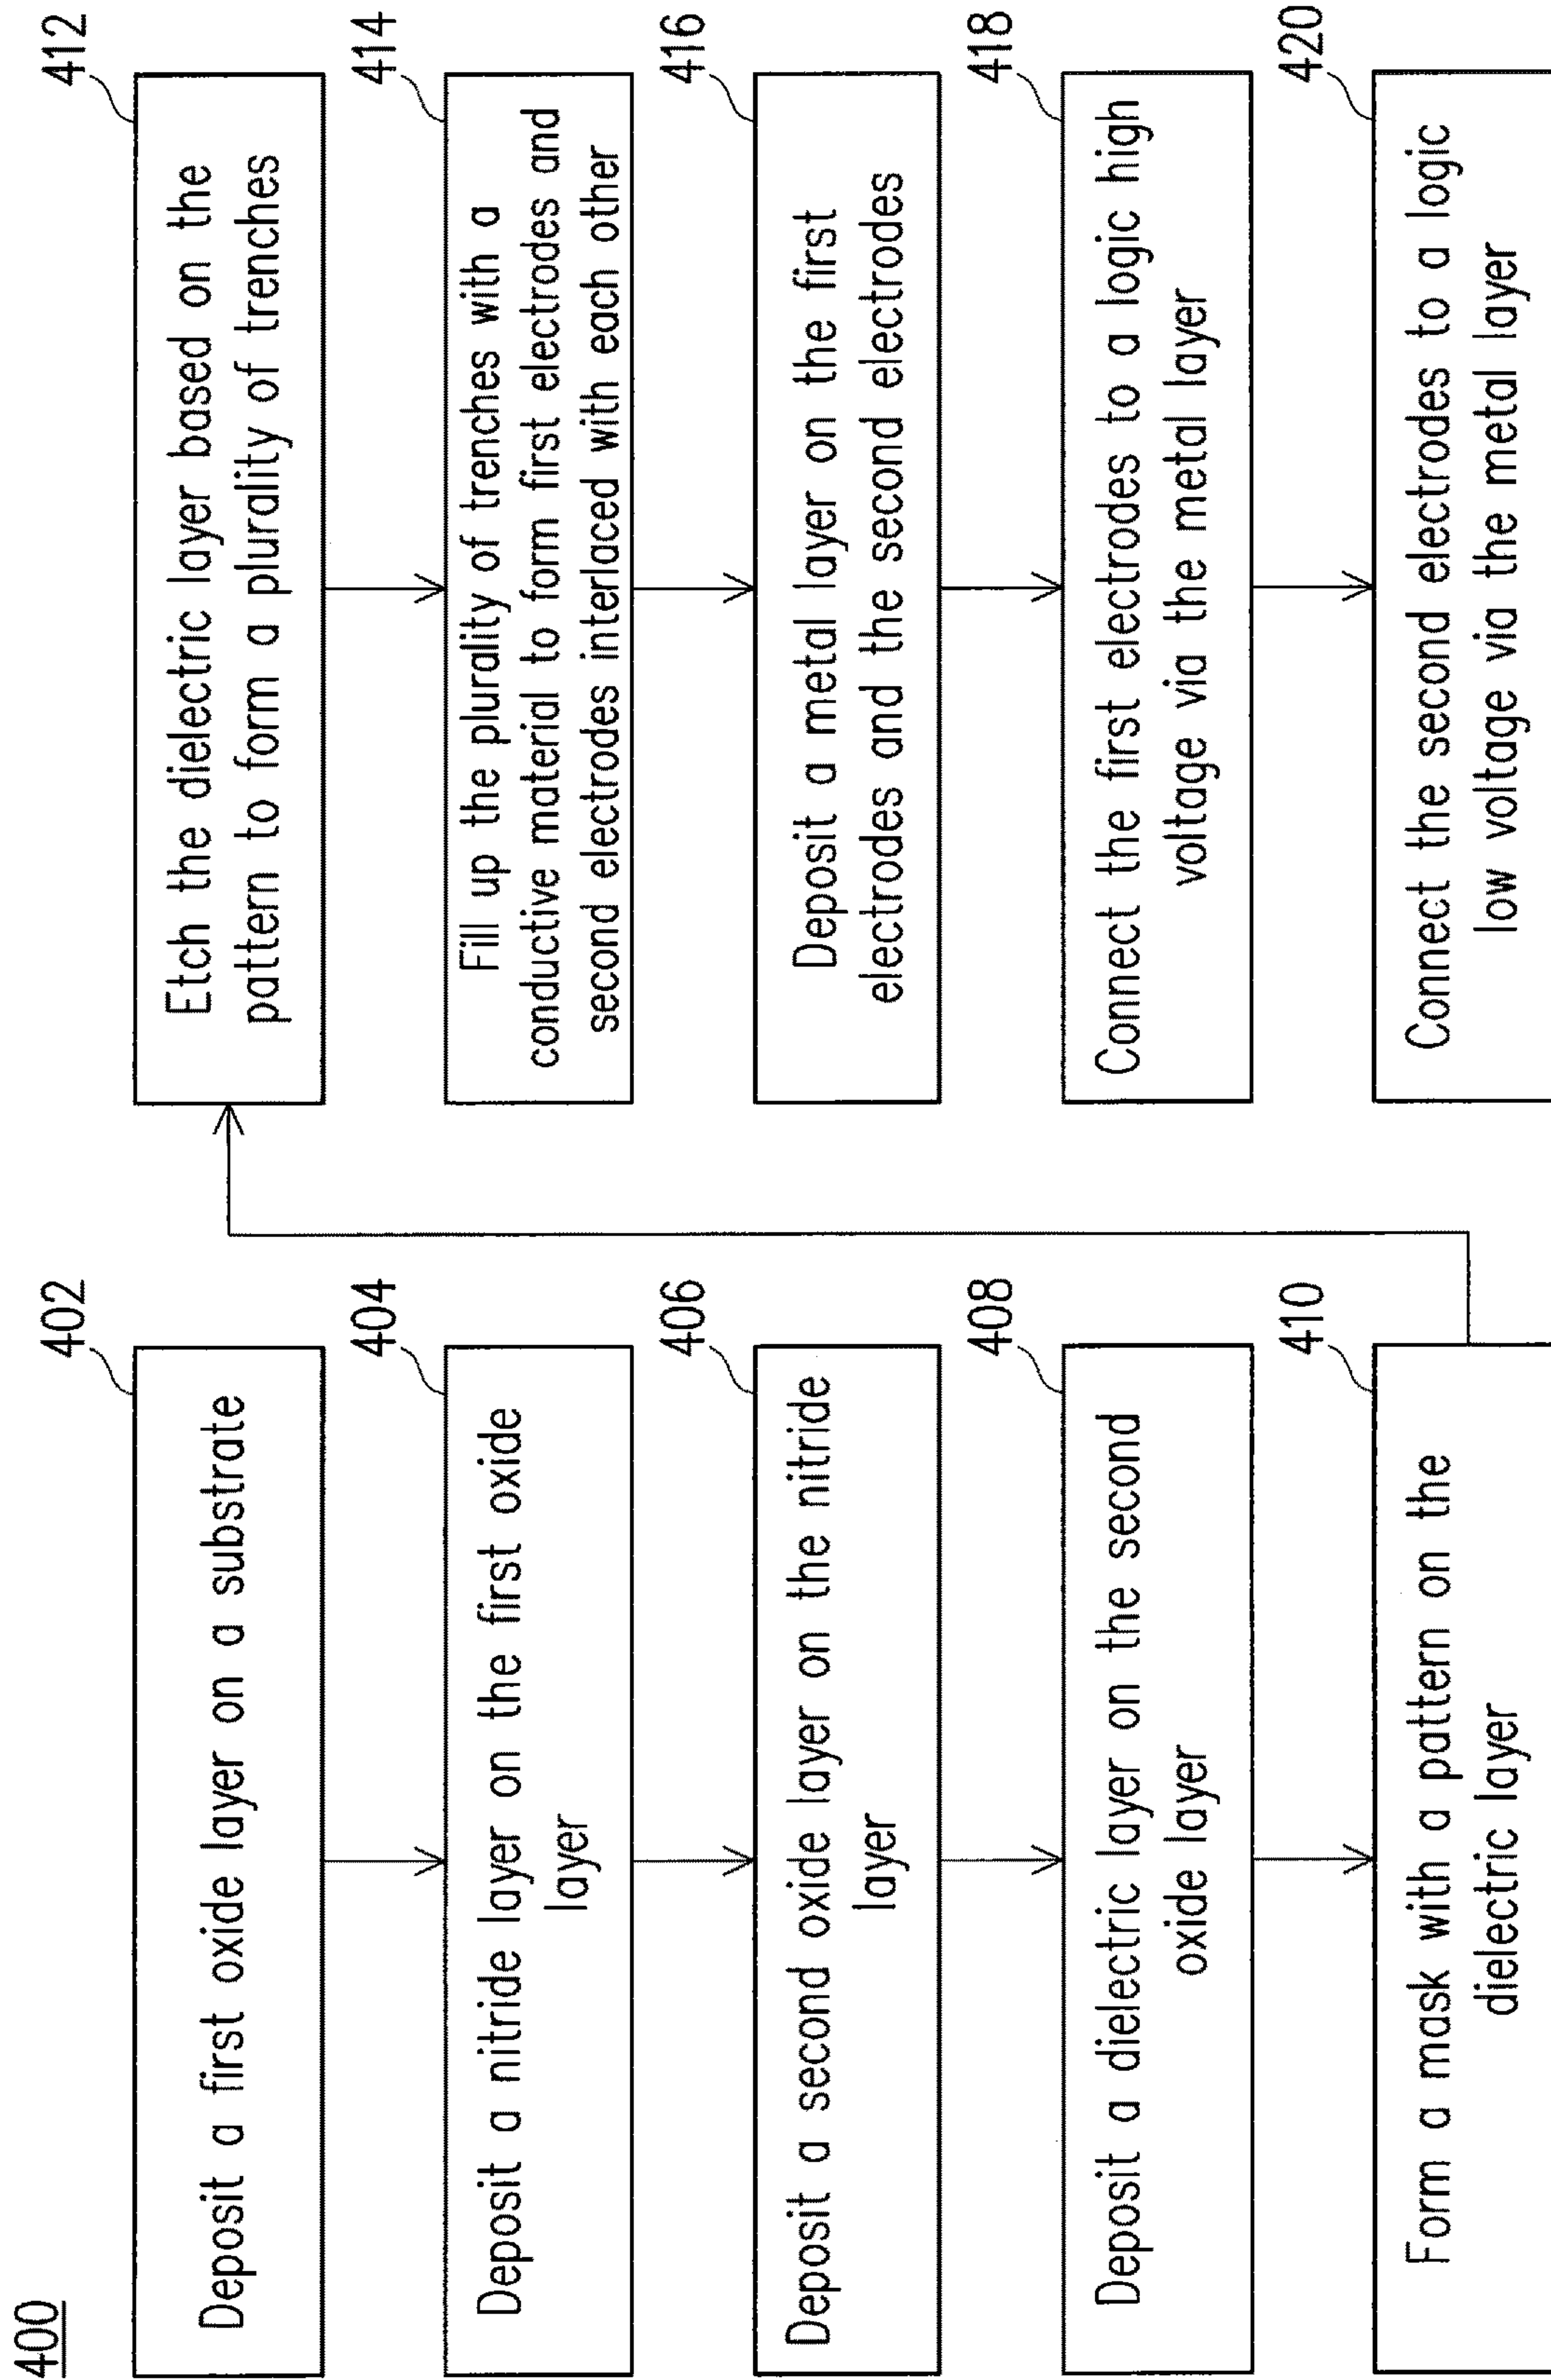 400
402
Deposit a first oxide layer on a substrate
404
Deposit a nitride layer on the first oxide
layer
406
Deposit a second oxide layer on the nitride
layer
408
Deposit a dielectric layer on the second
oxide layer
410
Form a mask with a pattern on the
dielectric layer
412
Etch the dielectric layer based on the
pattern to form a plurality of trenches
414
Fill up the plurality of trenches with a
conductive material to form first electrodes and
second electrodes interlaced with each other
416
Deposit a metal layer on the first
electrodes and the second electrodes
418
Connect the first electrodes to a logic high
voltage via the metal layer
420
Connect the second electrodes to a logic
low voltage via the metal layer